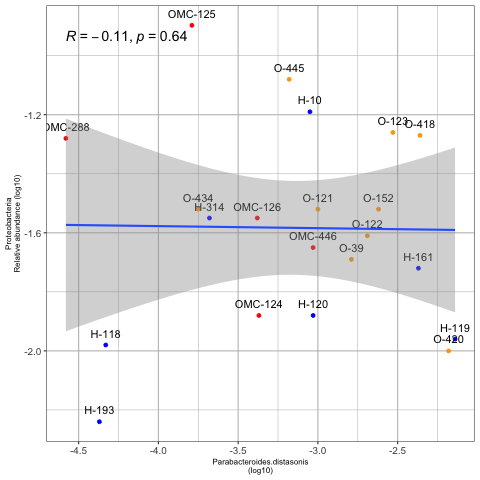 OMC-125
R = −0.11, p = 0.64
O-445
H-10
-1.2
O-123
O-418
OMC-288
O-434
H-314
OMC-126
O-121
O-152
O-122
-1.6
OMC-446
O-39
H-161
OMC-124
H-120
H-118
H-119
O-420
-2.0
H-193
Proteobacteria
Relative abundance (log10)
-4.5
-4.0
-3.5
-3.0
-2.5
Parabacteroides.distasonis
(log10)